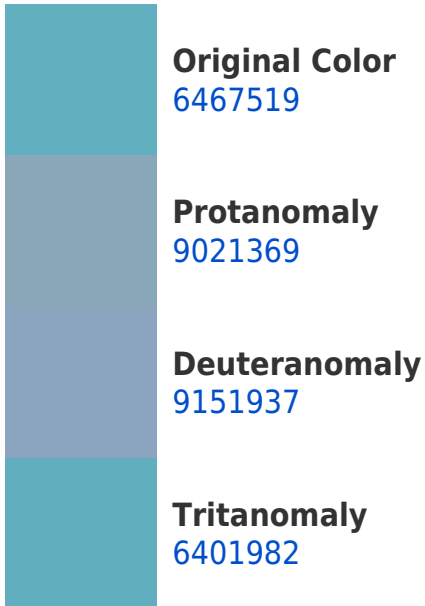 Original Color
6467519
Protanomaly
9021369
Deuteranomaly
9151937
Tritanomaly
6401982